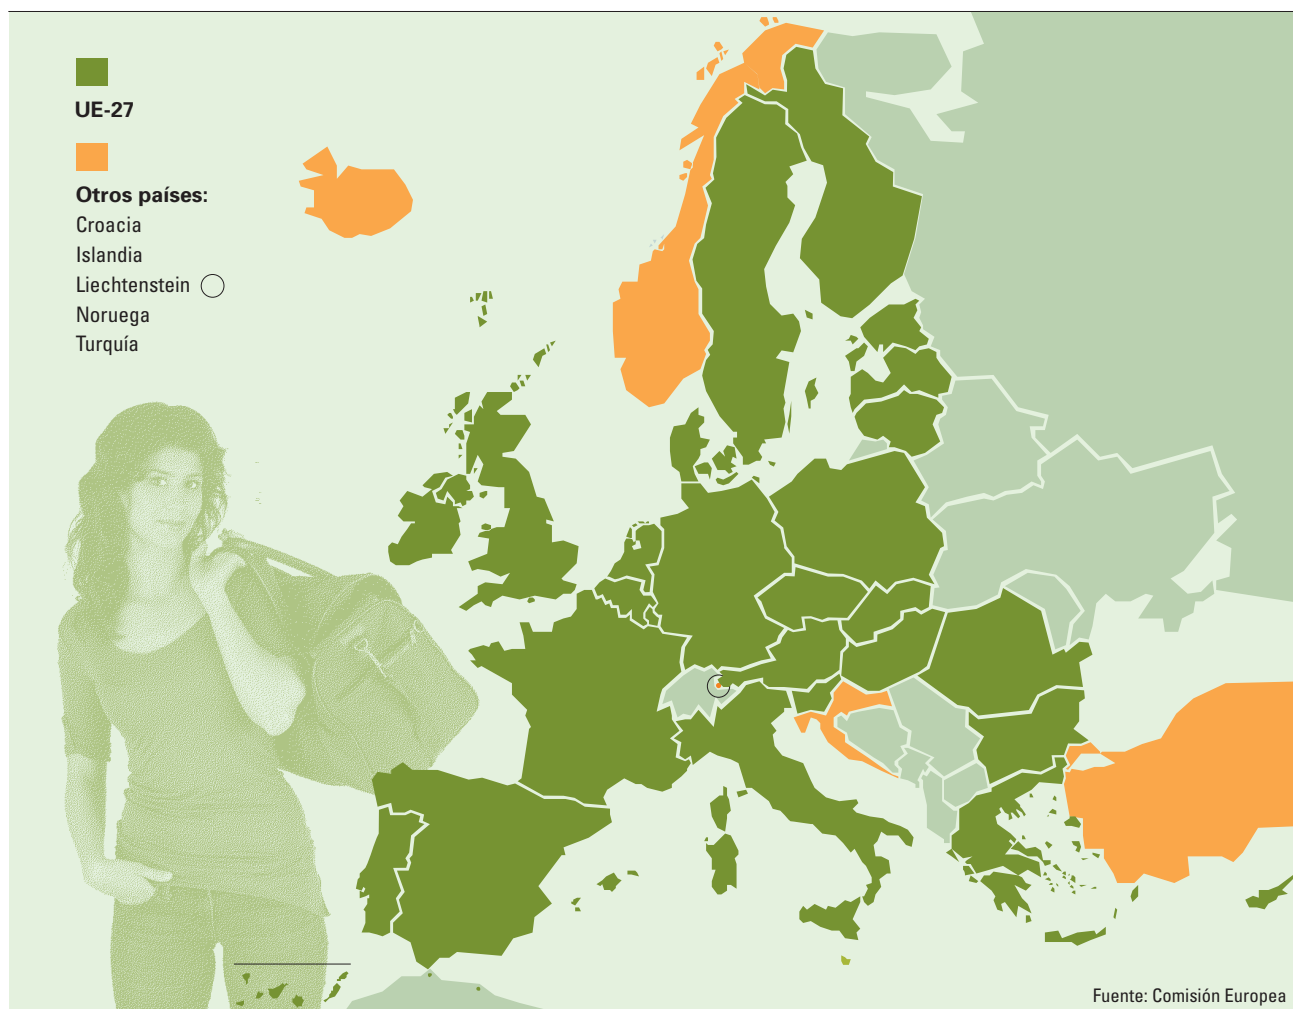 UE-27
Otros países:
Croacia
Islandia
Liechtenstein
Noruega
Turquía
Fuente: Comisión Europea